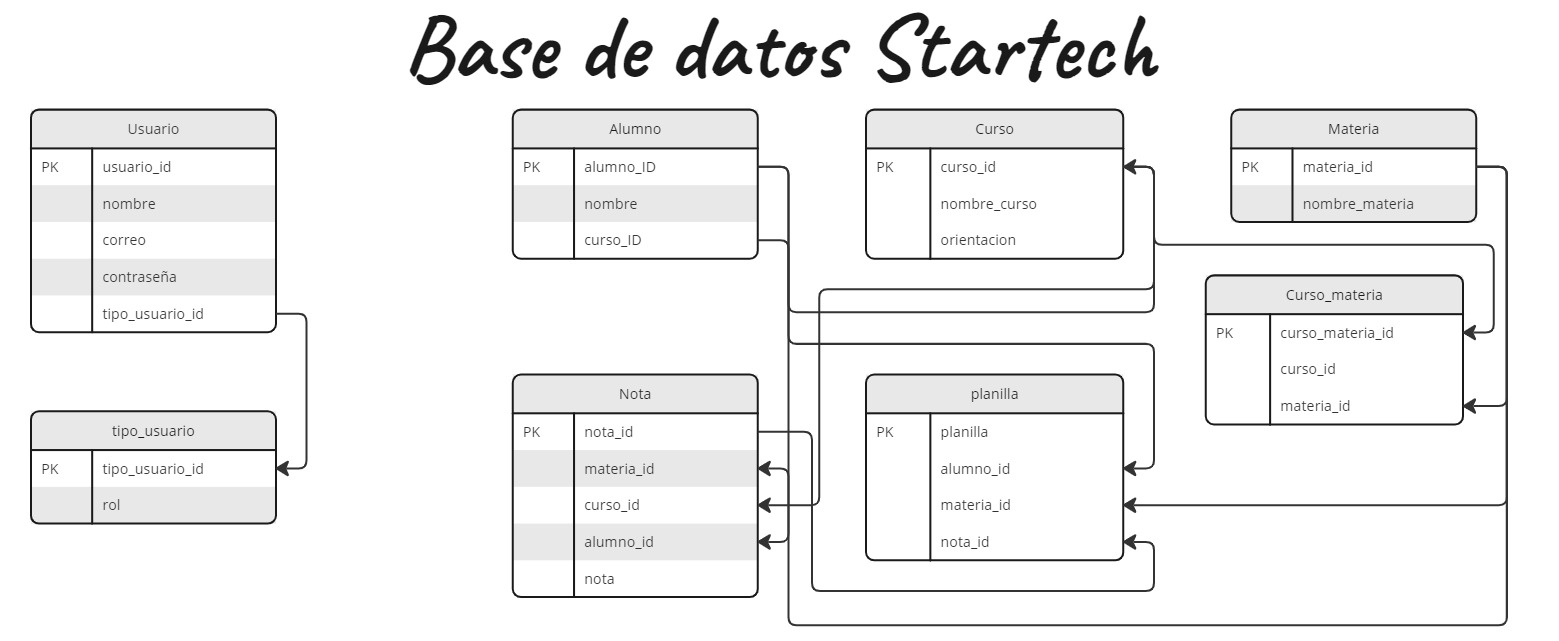 Base de datos Startech
Usuario
PK usuario_id
nombre
correo
contraseña
tipo_usuario_id
tipo_usuario
PK tipo_usuario_id
rol
Alumno
PK alumno_ID
nombre
curso_ID
Nota
PK nota_id
materia_id
curso_id
alumno_id
nota
Curso
PK curso_id
nombre_curso
orientacion
planilla
PK planilla
alumno_id
materia_id
nota_id
Materia
PK materia_id
nombre_materia
Curso_materia
PK curso_materia_id
curso_id
materia_id